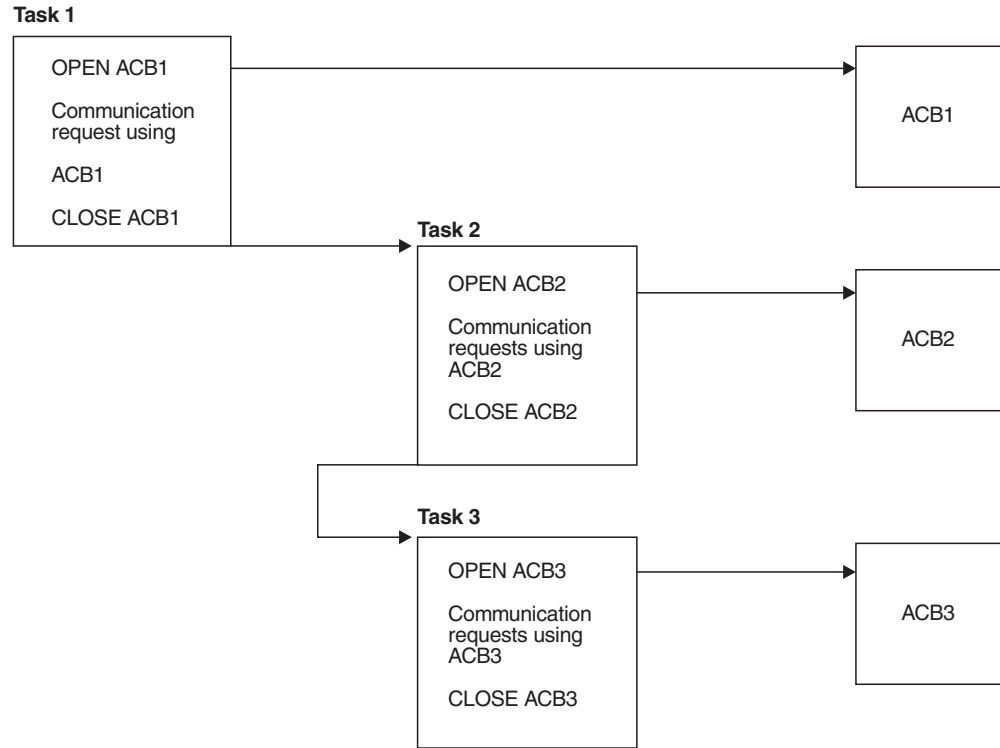 Task 1
OPEN ACB1
Communication
request using
ACB1
CLOSE ACB1
ACB1
Task 2
OPEN ACB2
Communication
requests using
ACB2
CLOSE ACB2
ACB2
Task 3
OPEN ACB3
Communication
requests using
ACB3
CLOSE ACB3
ACB3